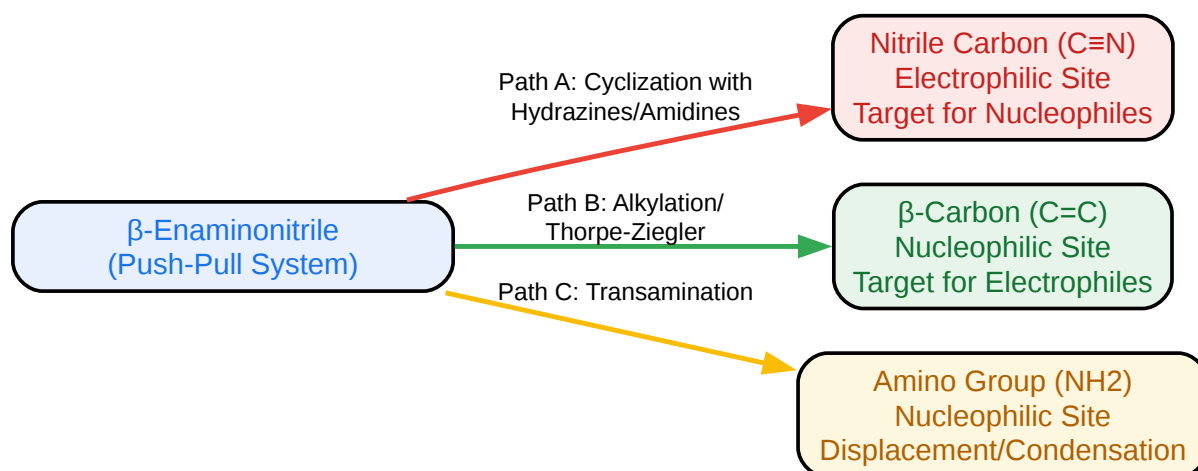 Nitrile Carbon (C≡N)
Electrophilic Site
Target for Nucleophiles
Path A: Cyclization with
Hydrazines/Amidines
β-Enaminonitrile
(Push-Pull System)
Path B: Alkylation/
Thorpe-Ziegler
β-Carbon (C=C)
Nucleophilic Site
Target for Electrophiles
Path C: Transamination
Amino Group (NH2)
Nucleophilic Site
Displacement/Condensation